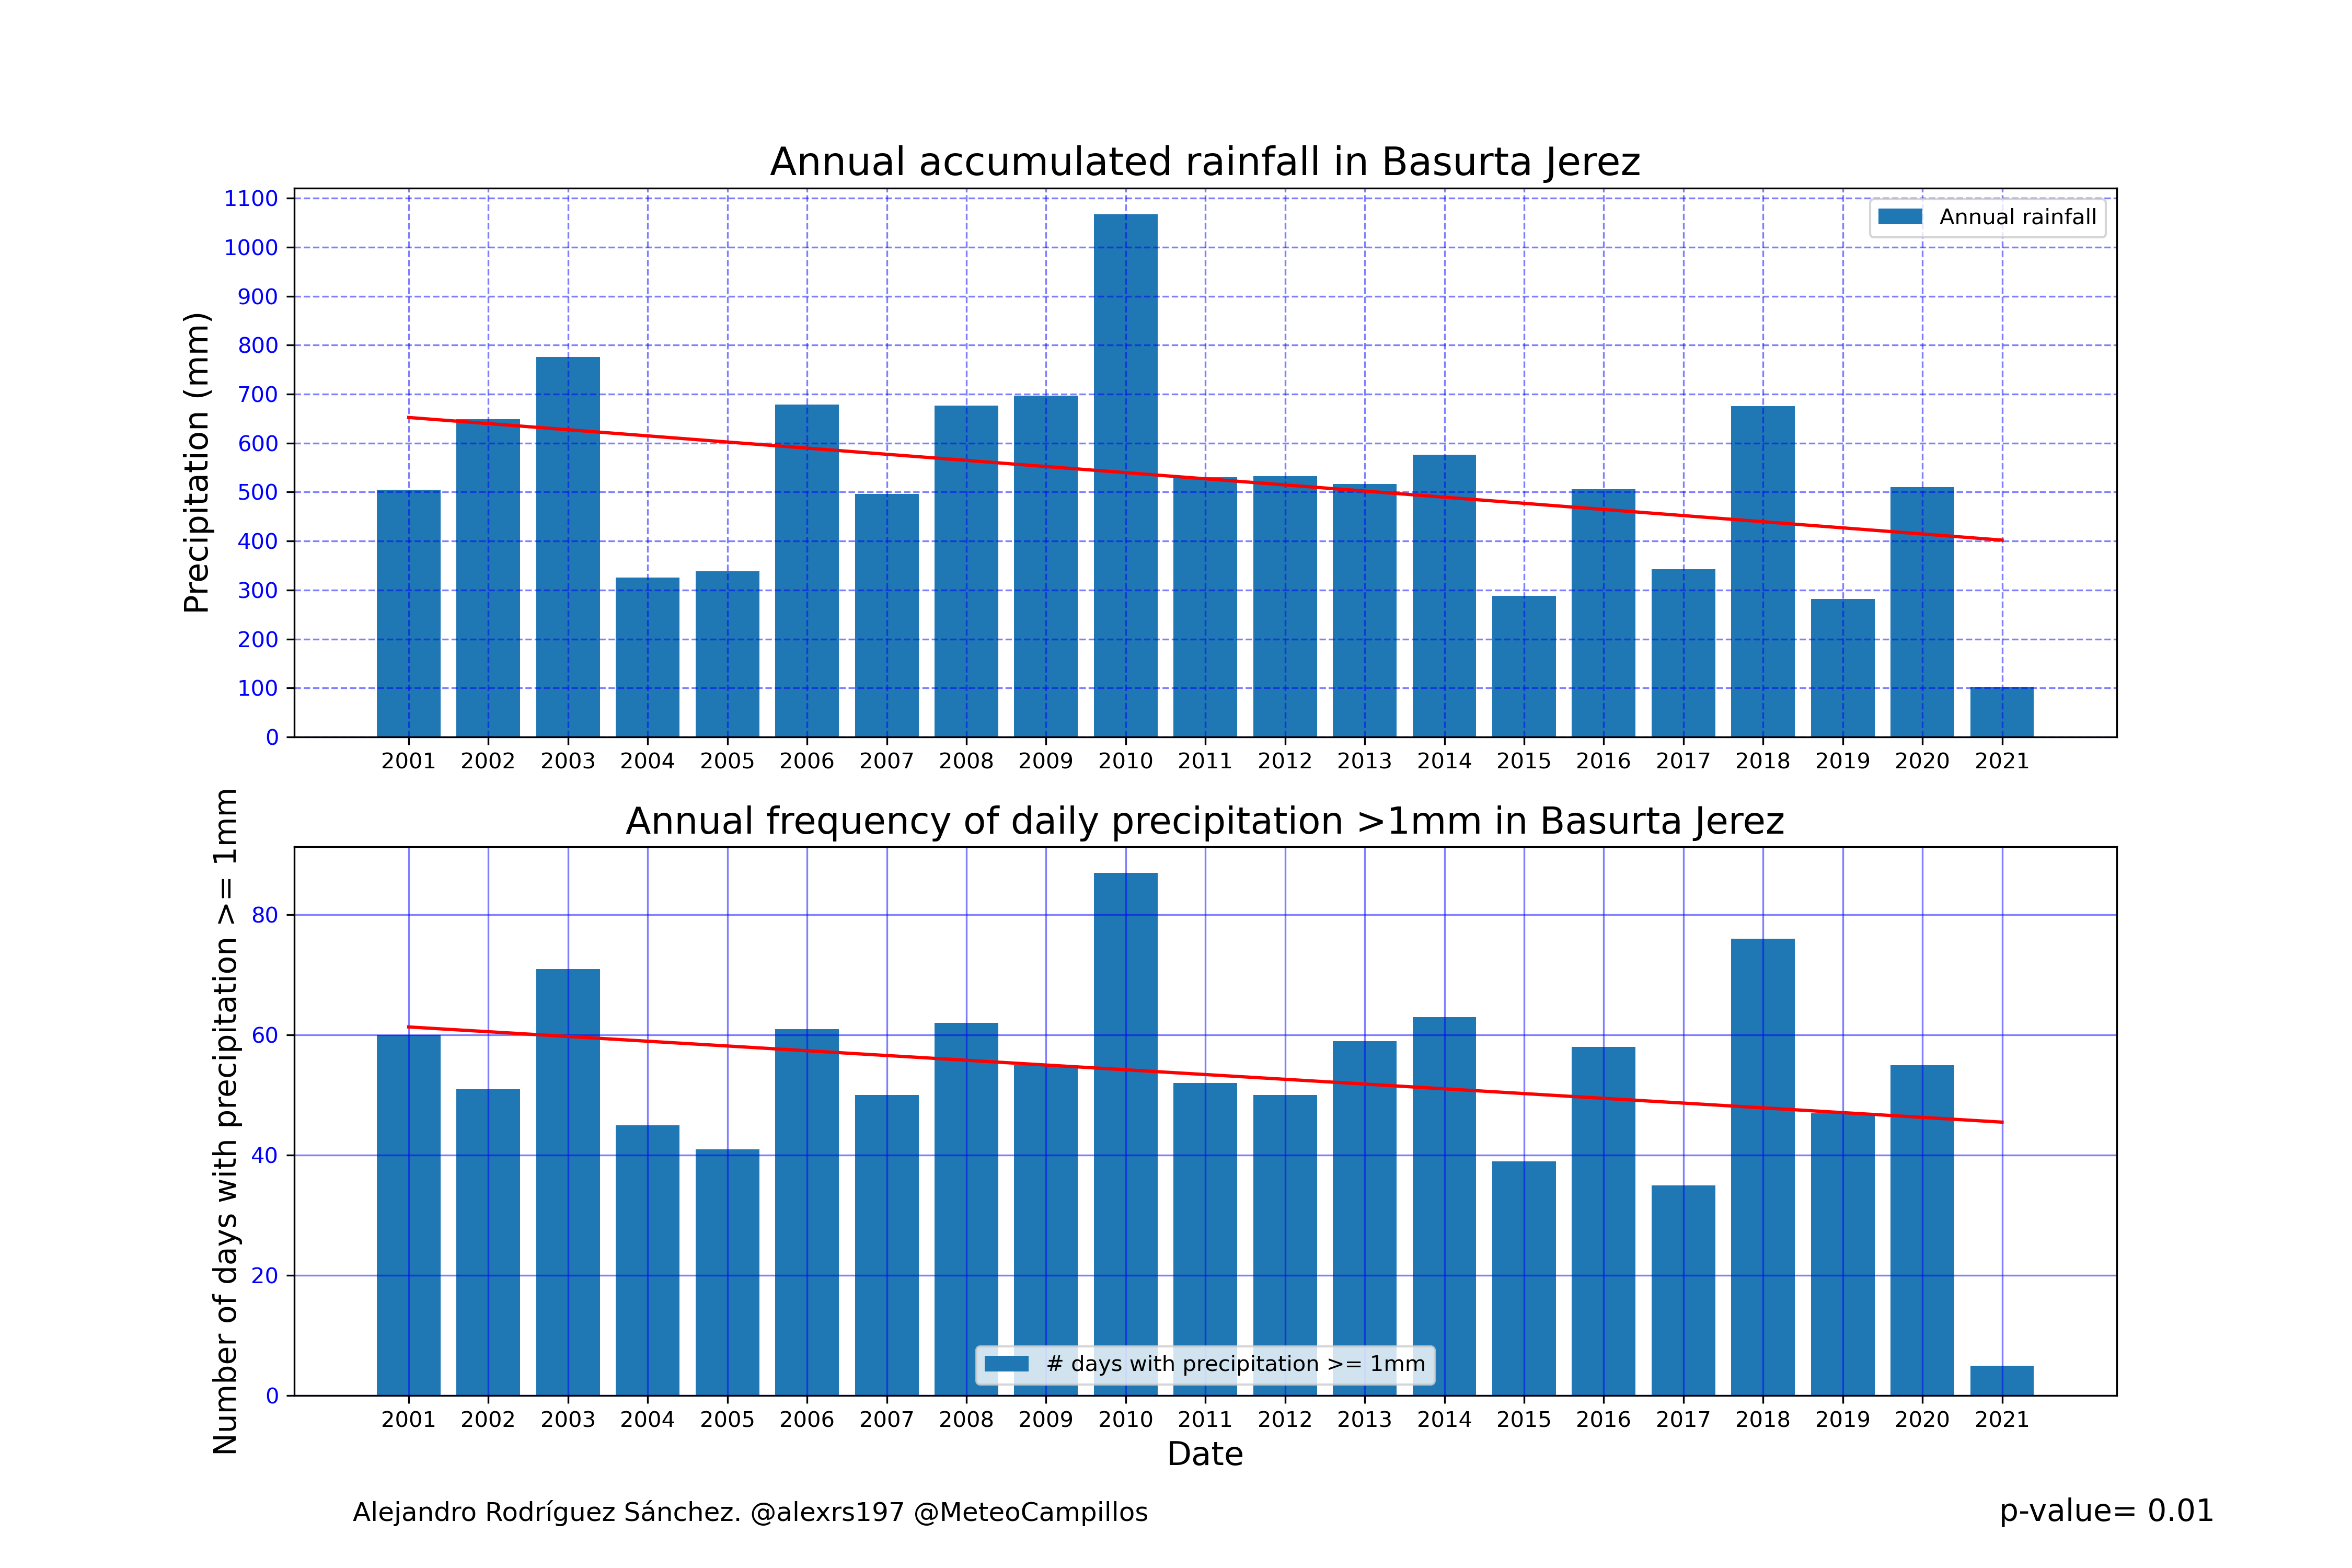 Annual accumulated rainfall in Basurta Jerez
Precipitation (mm)
1100
1000
900
800
700
600
500
400
300
200
100
0
Annual rainfall
2001 2002 2003 2004 2005 2006 2007 2008 2009 2010 2011 2012 2013 2014 2015 2016 2017 2018 2019 2020 2021
Annual frequency of daily precipitation >1mm in Basurta Jerez
Number of days with precipitation >= 1mm
80
60
40
20
0
# days with precipitation >= 1mm
2001 2002 2003 2004 2005 2006 2007 2008 2009 2010 2011 2012 2013 2014 2015 2016 2017 2018 2019 2020 2021
Date
Alejandro Rodríguez Sánchez. @alexrs197 @MeteoCampillos
p-value= 0.01